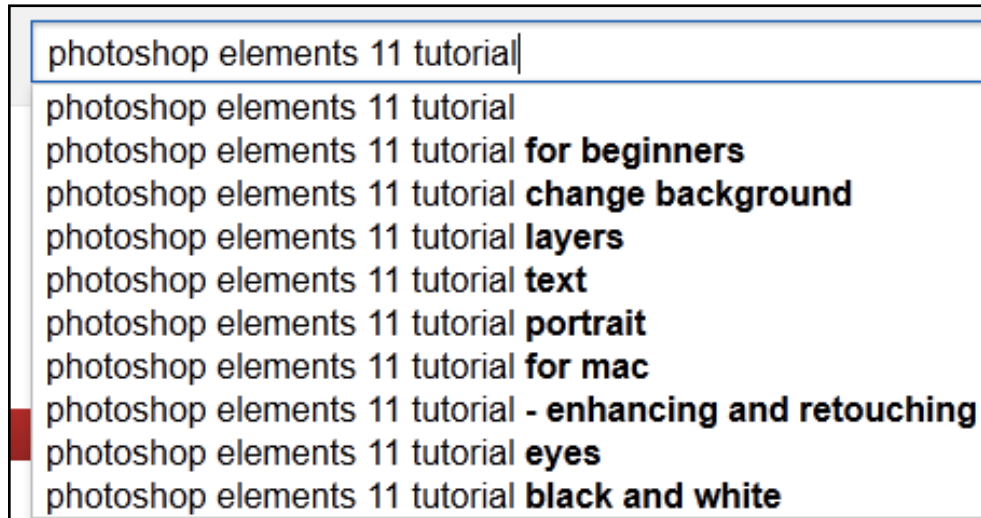 photoshop elements 11 tutorial
photoshop elements 11 tutorial
photoshop elements 11 tutorial for beginners
photoshop elements 11 tutorial change background
photoshop elements 11 tutorial layers
photoshop elements 11 tutorial text
photoshop elements 11 tutorial portrait
photoshop elements 11 tutorial for mac
photoshop elements 11 tutorial - enhancing and retouching
photoshop elements 11 tutorial eyes
photoshop elements 11 tutorial black and white